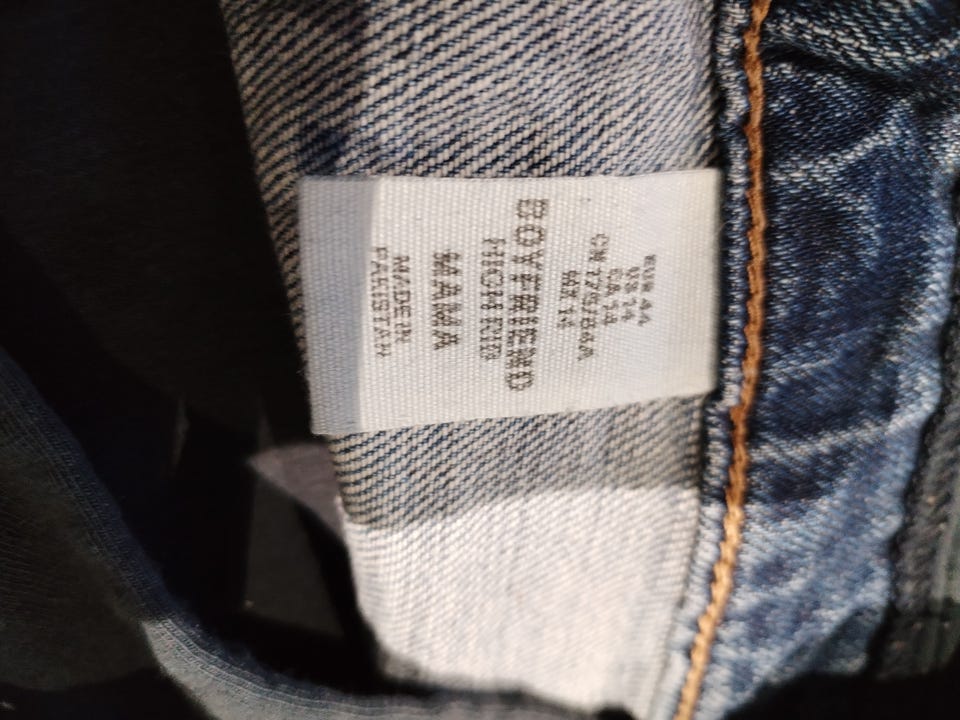 EUR 44
US 14
CA 14
CN 175/84A
MX 14
BOYFRIEND
HIGH RIB
MAMA
MADE IN
PAKISTAN